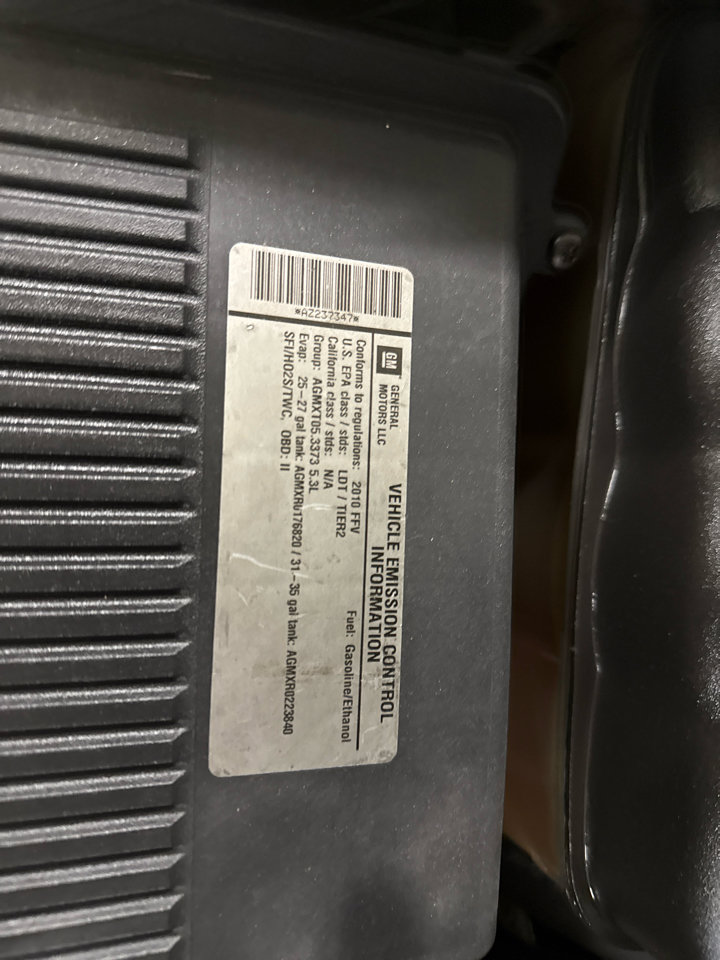 *AZ237347*
GM
GENERAL
MOTORS LLC
VEHICLE EMISSION CONTROL
INFORMATION
Conforms to regulations: 2010 FFV
Fuel: Gasoline/Ethanol
U.S. EPA class / stds: LDT / TIER2
California class / stds: N/A
Group: AGMXT05.3373 5.3L
Evap: 25–27 gal tank: AGMXR0176820 / 31–35 gal tank: AGMXR0223840
SFI/HO2S/TWC, OBD: II